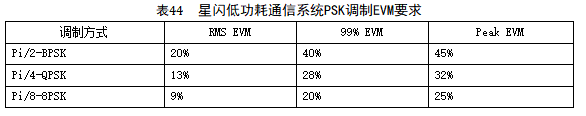 表44 星闪低功耗通信系统PSK调制EVM要求
调制方式 RMS EVM 99% EVM Peak EVM
Pi/2-BPSK 20% 40% 45%
Pi/4-QPSK 13% 28% 32%
Pi/8-8PSK 9% 20% 25%